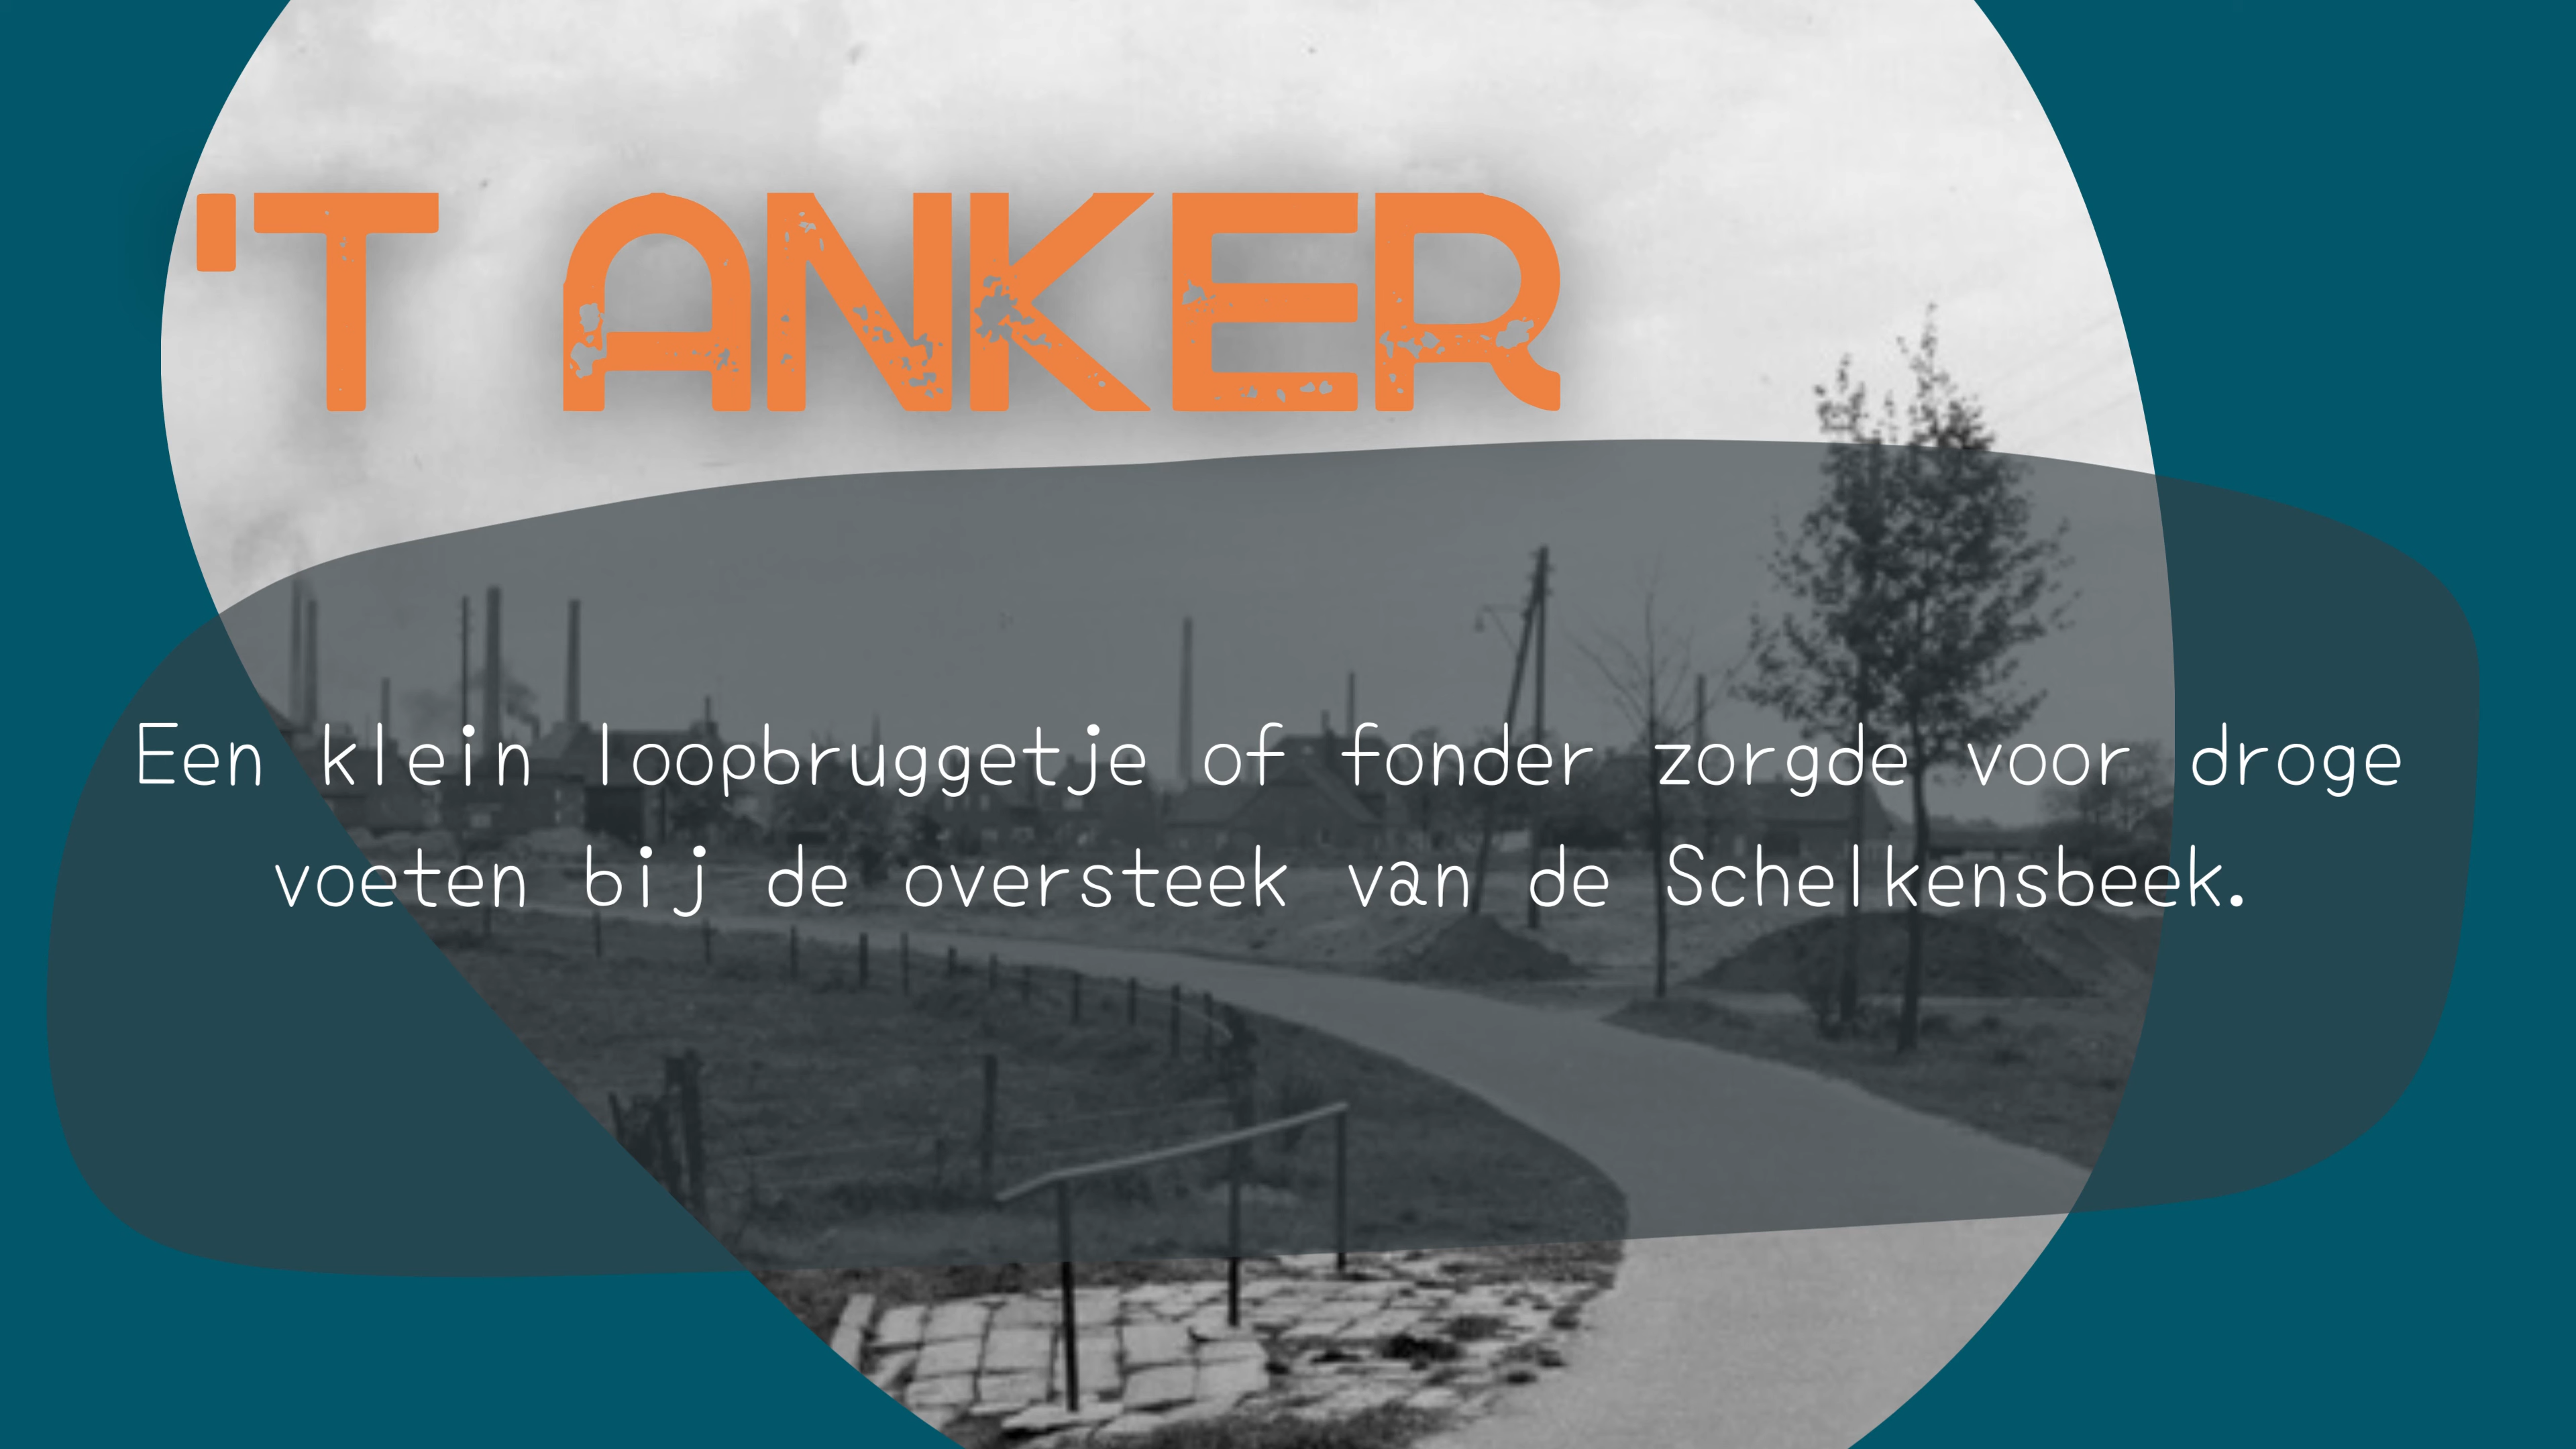 'T ANKER
Een klein loopbruggetje of fonder zorgde voor droge
voeten bij de oversteek van de Schelkensbeek.